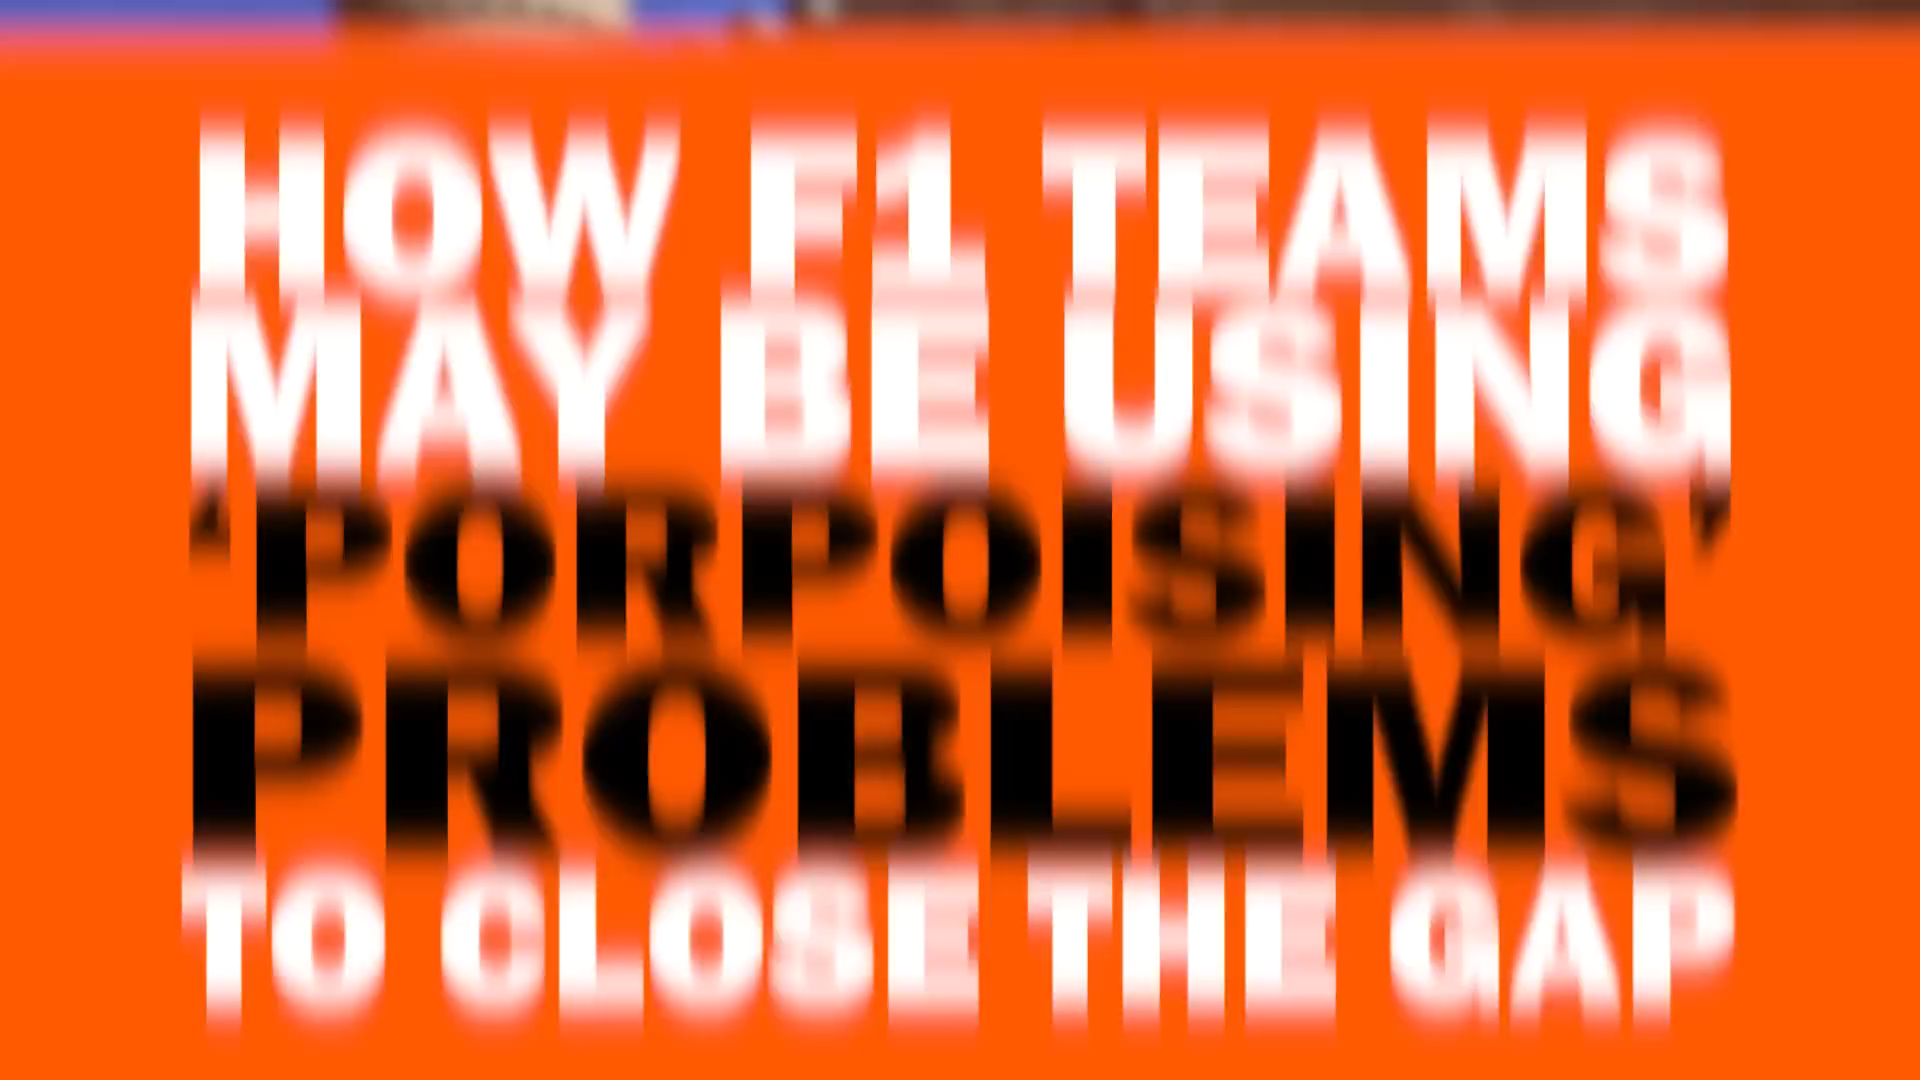 HOW F1 TEAMS
MAY BE USING
‘PORPOISING’
PROBLEMS
TO CLOSE THE GAP